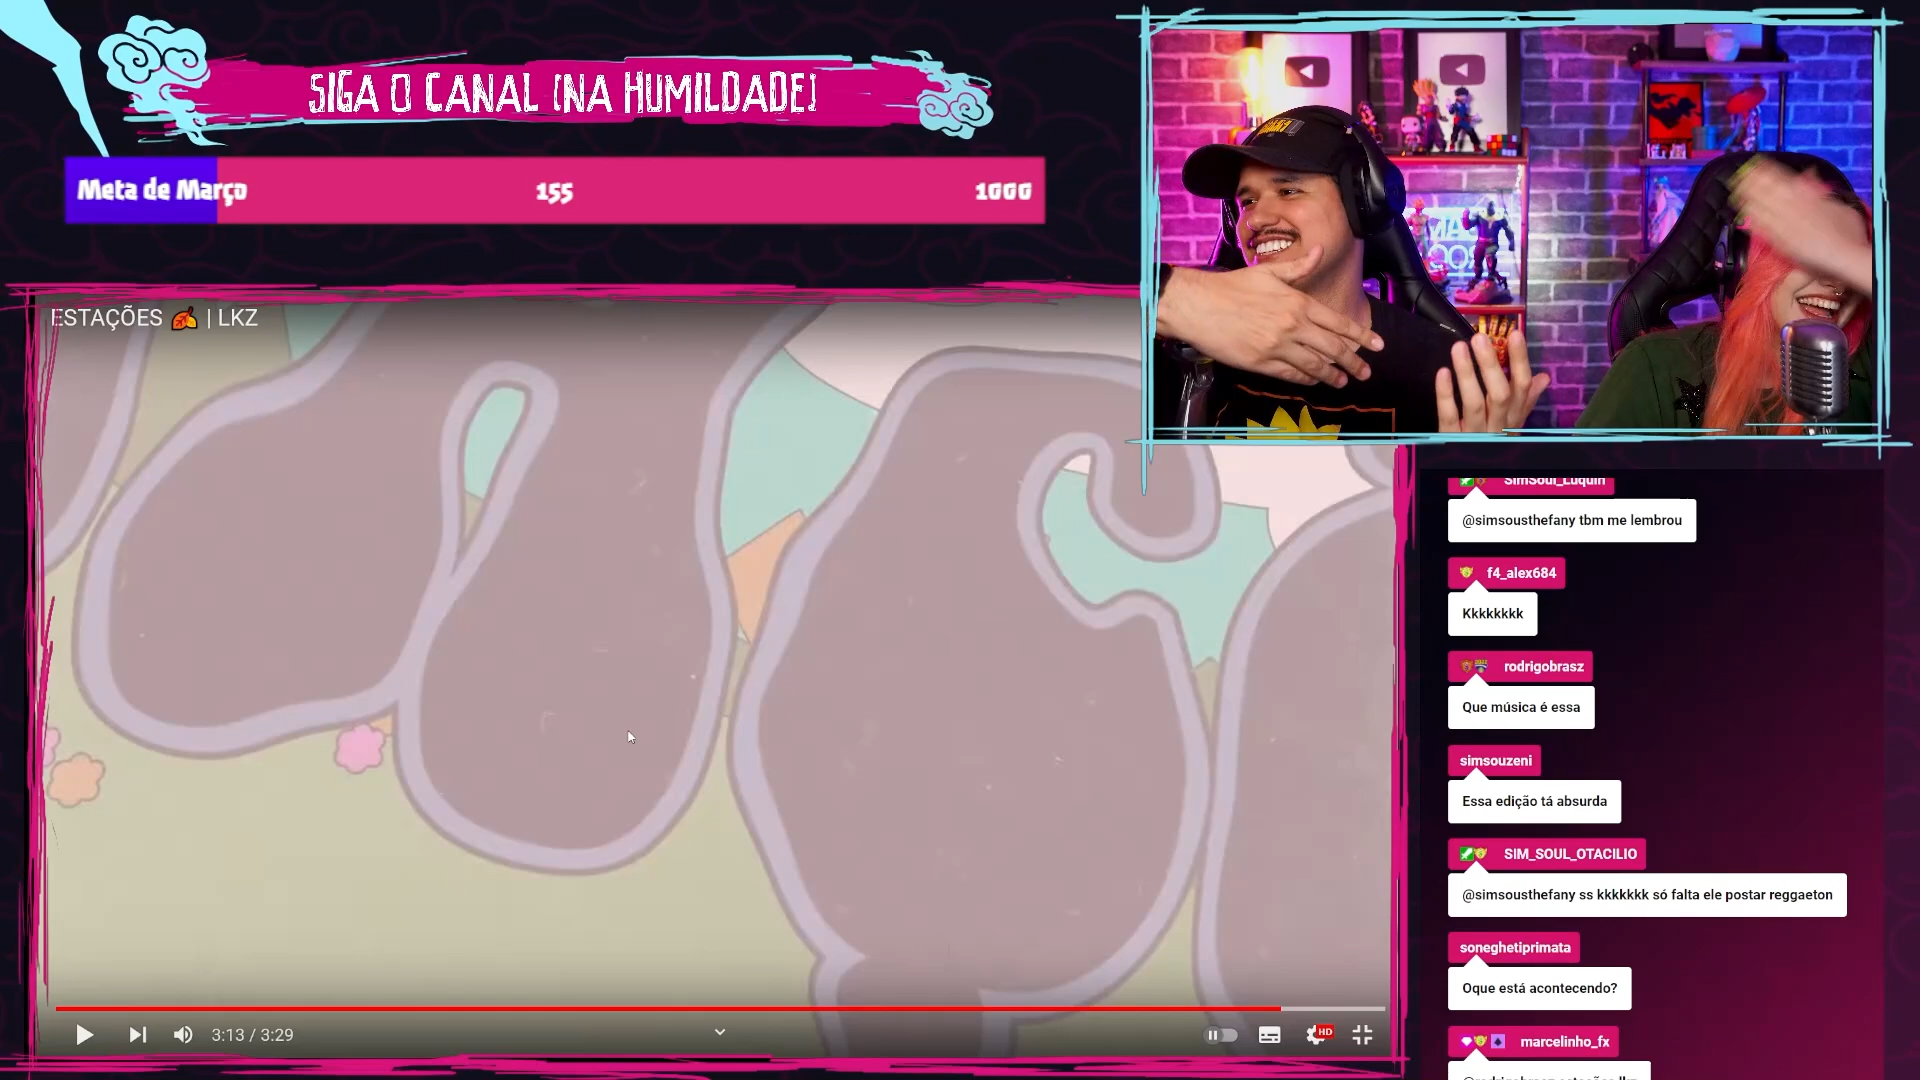 SIGA O CANAL (NA HUMILDADE)
Meta de Março 155 1000
ESTAÇÕES 🍂 | LKZ
SimSoul_Luquin
@simsousthefany tbm me lembrou
f4_alex684
Kkkkkkkk
rodrigobrasz
Que música é essa
simsouzeni
Essa edição tá absurda
SIM_SOUL_OTACILIO
@simsousthefany ss kkkkkkk só falta ele postar reggaeton
soneghetiprimata
Oque está acontecendo?
marcelinho_fx
3:13 / 3:29
HD